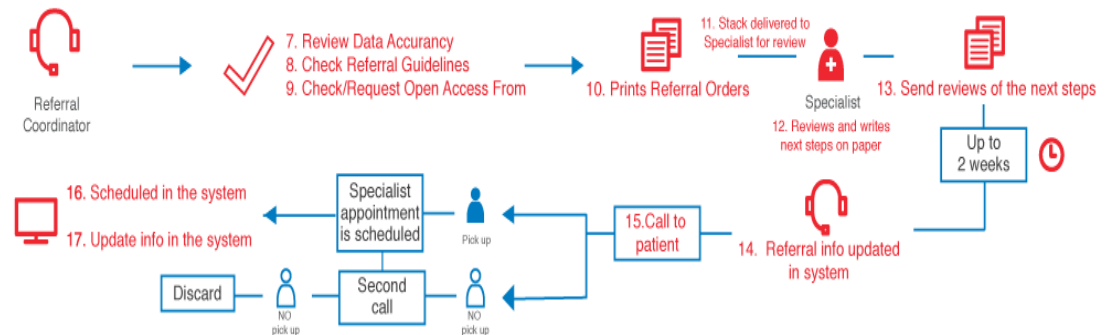 7. Review Data Accurancy
8. Check Referral Guidelines
9. Check/Request Open Access From
Referral
Coordinator
10. Prints Referral Orders
11. Stack delivered to
Specialist for review
Specialist
12. Reviews and writes
next steps on paper
13. Send reviews of the next steps
Up to
2 weeks
14. Referral info updated
in system
15.Call to
patient
Pick up
Specialist
appointment
is scheduled
16. Scheduled in the system
17. Update info in the system
NO
pick up
Second
call
NO
pick up
Discard